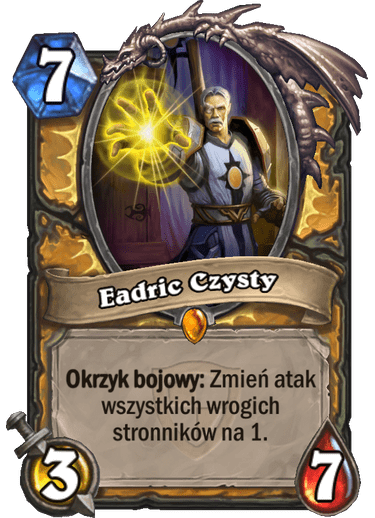 7
Eadric Czysty
Okrzyk bojowy: Zmień atak
wszystkich wrogich
stronników na 1.
3
7